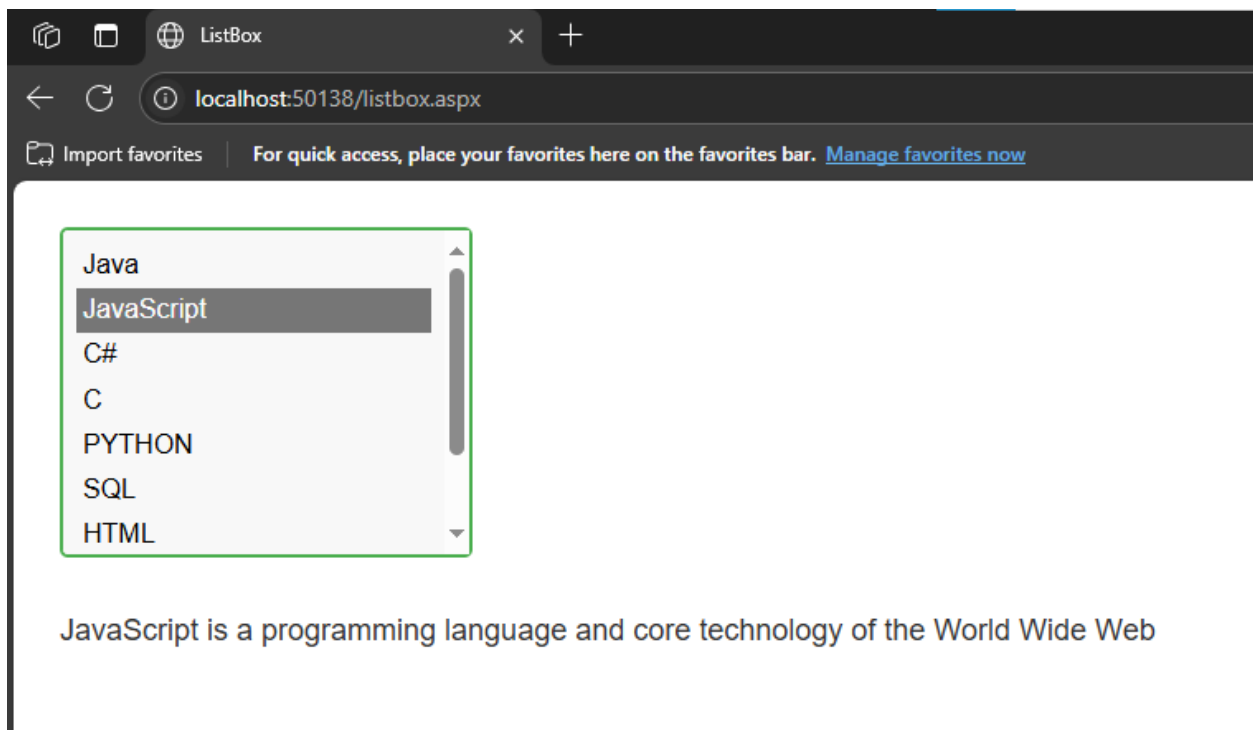 ListBox
localhost:50138/listbox.aspx
Import favorites For quick access, place your favorites here on the favorites bar. Manage favorites now
Java
JavaScript
C#
C
PYTHON
SQL
HTML
JavaScript is a programming language and core technology of the World Wide Web